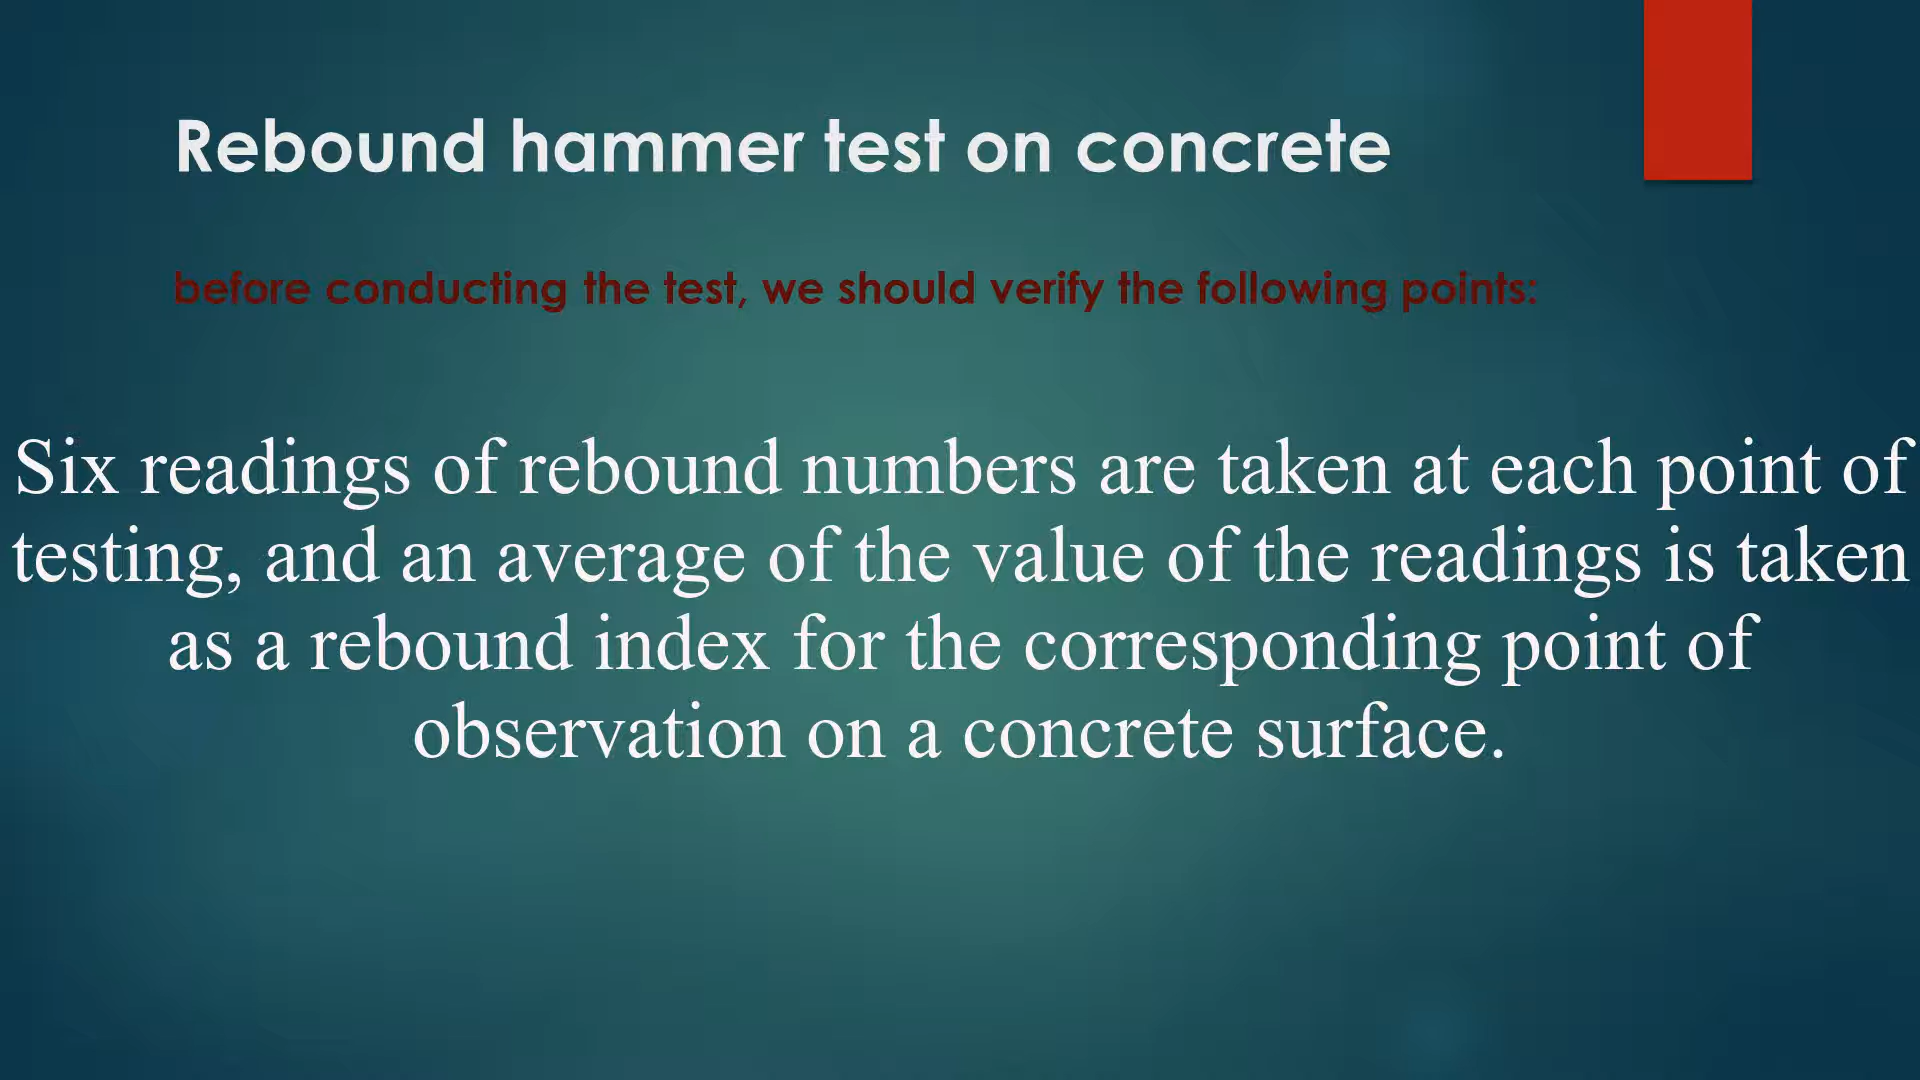 Rebound hammer test on concrete
before conducting the test, we should verify the following points:
Six readings of rebound numbers are taken at each point of
testing, and an average of the value of the readings is taken
as a rebound index for the corresponding point of
observation on a concrete surface.